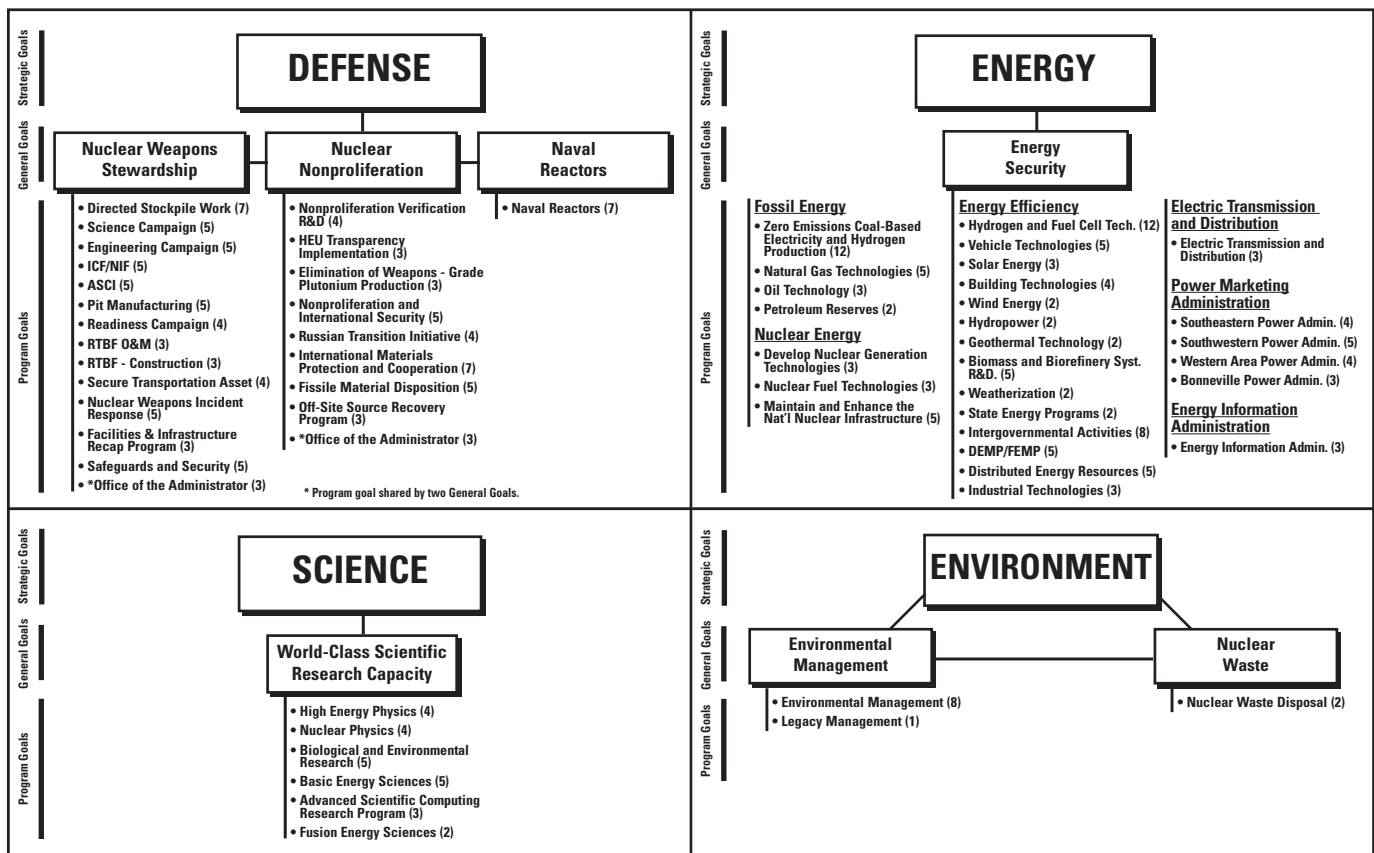 Strategic Goals
DEFENSE
General Goals
Nuclear Weapons
Stewardship
Nuclear
Nonproliferation
Naval
Reactors
Program Goals
• Directed Stockpile Work (7)
• Science Campaign (5)
• Engineering Campaign (5)
• ICF/NIF (5)
• ASCI (5)
• Pit Manufacturing (5)
• Readiness Campaign (4)
• RTBF O&M (3)
• RTBF - Construction (3)
• Secure Transportation Asset (4)
• Nuclear Weapons Incident
Response (5)
• Facilities & Infrastructure
Recap Program (3)
• Safeguards and Security (5)
• *Office of the Administrator (3)
• Nonproliferation Verification
R&D (4)
• HEU Transparency
Implementation (3)
• Elimination of Weapons - Grade
Plutonium Production (3)
• Nonproliferation and
International Security (5)
• Russian Transition Initiative (4)
• International Materials
Protection and Cooperation (7)
• Fissile Material Disposition (5)
• Off-Site Source Recovery
Program (3)
• *Office of the Administrator (3)
• Naval Reactors (7)
* Program goal shared by two General Goals.
Strategic Goals
ENERGY
General Goals
Energy
Security
Program Goals
Fossil Energy
• Zero Emissions Coal-Based
Electricity and Hydrogen
Production (12)
• Natural Gas Technologies (5)
• Oil Technology (3)
• Petroleum Reserves (2)
Nuclear Energy
• Develop Nuclear Generation
Technologies (3)
• Nuclear Fuel Technologies (3)
• Maintain and Enhance the
Nat'l Nuclear Infrastructure (5)
Energy Efficiency
• Hydrogen and Fuel Cell Tech. (12)
• Vehicle Technologies (5)
• Solar Energy (3)
• Building Technologies (4)
• Wind Energy (2)
• Hydropower (2)
• Geothermal Technology (2)
• Biomass and Biorefinery Syst.
R&D. (5)
• Weatherization (2)
• State Energy Programs (2)
• Intergovernmental Activities (8)
• DEMP/FEMP (5)
• Distributed Energy Resources (5)
• Industrial Technologies (3)
Electric Transmission
and Distribution
• Electric Transmission and
Distribution (3)
Power Marketing
Administration
• Southeastern Power Admin. (4)
• Southwestern Power Admin. (5)
• Western Area Power Admin. (4)
• Bonneville Power Admin. (3)
Energy Information
Administration
• Energy Information Admin. (3)
Strategic Goals
SCIENCE
General Goals
World-Class Scientific
Research Capacity
Program Goals
• High Energy Physics (4)
• Nuclear Physics (4)
• Biological and Environmental
Research (5)
• Basic Energy Sciences (5)
• Advanced Scientific Computing
Research Program (3)
• Fusion Energy Sciences (2)
Strategic Goals
ENVIRONMENT
General Goals
Environmental
Management
Nuclear
Waste
Program Goals
• Environmental Management (8)
• Legacy Management (1)
• Nuclear Waste Disposal (2)